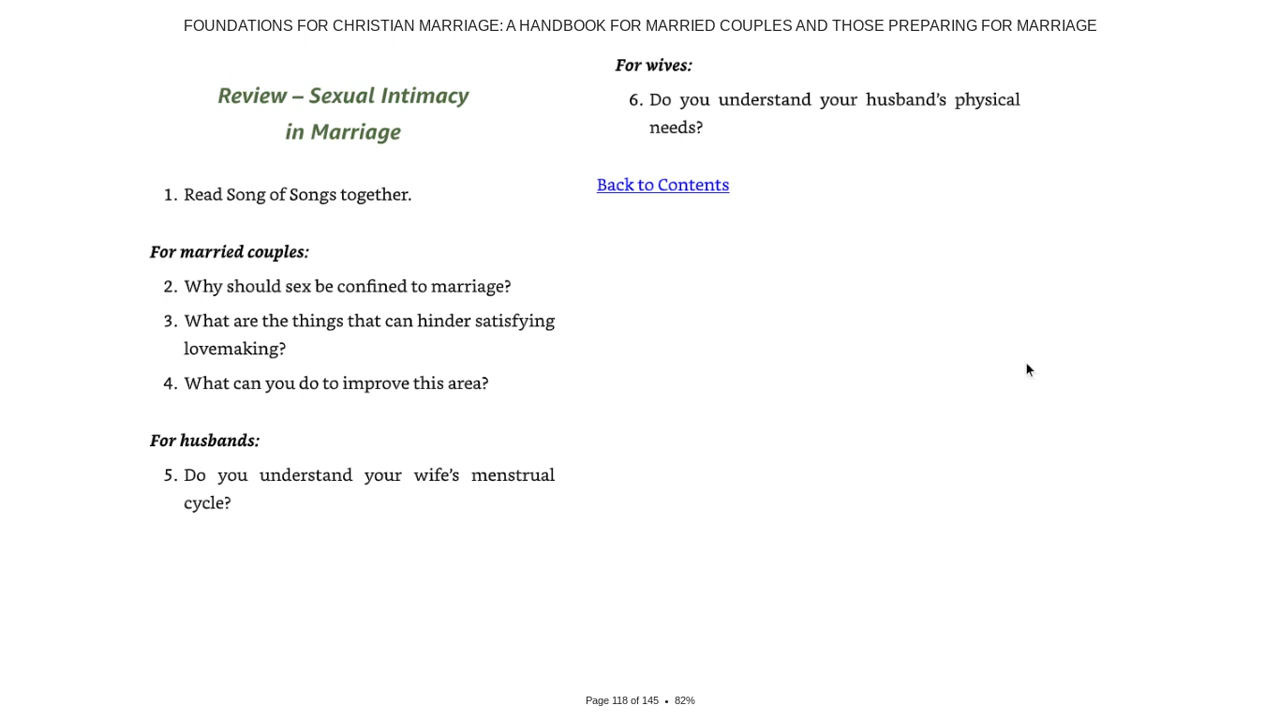 FOUNDATIONS FOR CHRISTIAN MARRIAGE: A HANDBOOK FOR MARRIED COUPLES AND THOSE PREPARING FOR MARRIAGE
Review – Sexual Intimacy
in Marriage
1. Read Song of Songs together.
For married couples:
2. Why should sex be confined to marriage?
3. What are the things that can hinder satisfying
lovemaking?
4. What can you do to improve this area?
For husbands:
5. Do you understand your wife’s menstrual
cycle?
For wives:
6. Do you understand your husband’s physical
needs?
Back to Contents
Page 118 of 145 • 82%